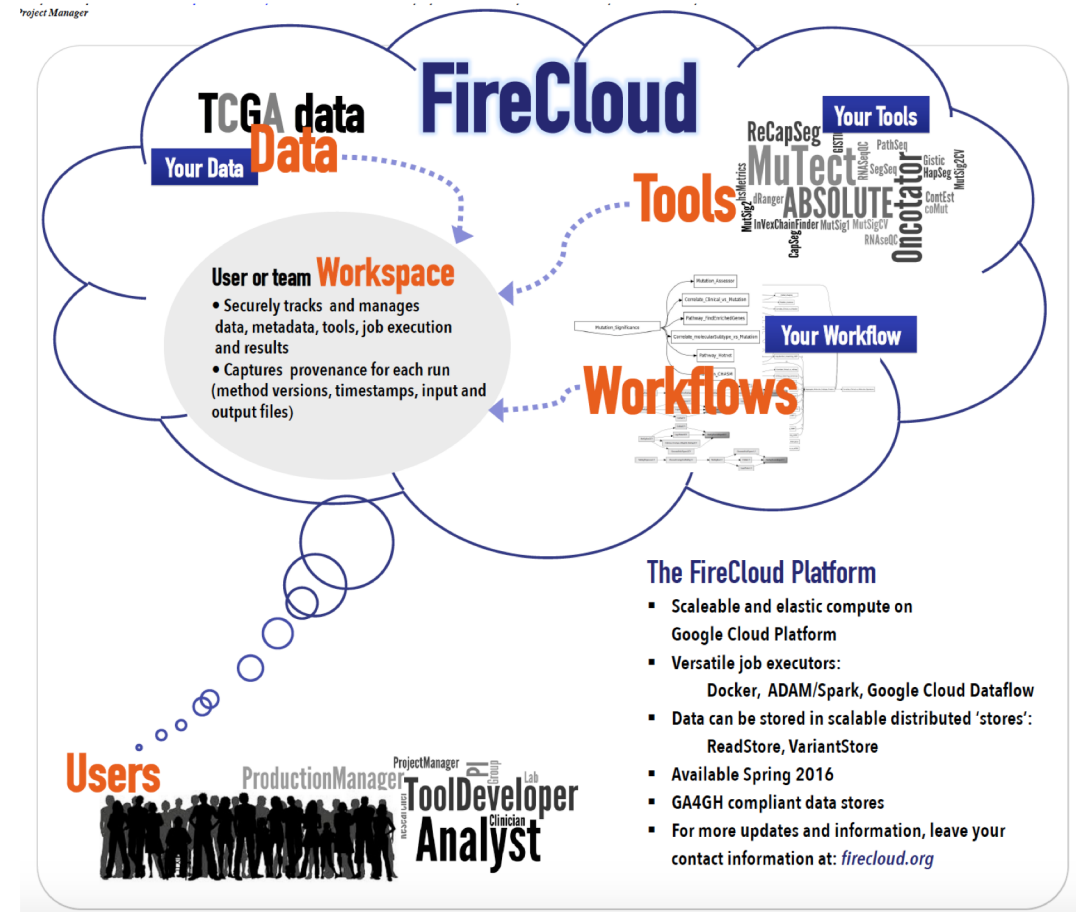 Project Manager
FireCloud
TCGA data
Data
Your Data
Your Tools
Tools
ReCapSeg
GISTIC
PathSeq
MuTect
RNASeqQC
SegSeq
Gistic
HapSeg
MutSig2CV
hsMetrics
dRanger
ABSOLUTE
Oncotator
ContEst
coMut
MutSig2
InVexChainFinder
MutSig1
MutSigCV
CapSeg
RNAseQC
User or team Workspace
• Securely tracks and manages
data, metadata, tools, job execution
and results
• Captures provenance for each run
(method versions, timestamps, input and
output files)
Mutation_Assessor
Correlate_Clinical_vs_Mutation
Pathway_FindEnrichedGenes
Mutation_Significance
Correlate_molecularSubtype_vs_Mutation
Pathway_Hotnet
Your Workflow
Workflows
The FireCloud Platform
▪ Scaleable and elastic compute on
Google Cloud Platform
▪ Versatile job executors:
Docker, ADAM/Spark, Google Cloud Dataflow
▪ Data can be stored in scalable distributed ‘stores’:
ReadStore, VariantStore
▪ Available Spring 2016
▪ GA4GH compliant data stores
▪ For more updates and information, leave your
contact information at: firecloud.org
Users
ProductionManager
ProjectManager
PI
Group
Lab
ToolDeveloper
Researcher
Clinician
Analyst